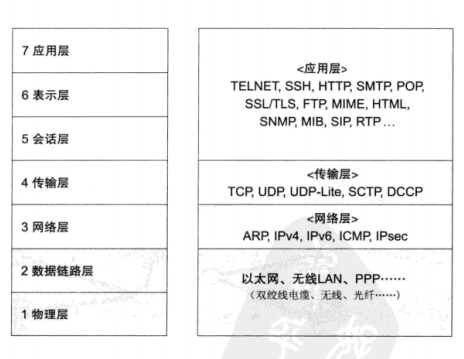 7 应用层
6 表示层
5 会话层
4 传输层
3 网络层
2 数据链路层
1 物理层
<应用层>
TELNET, SSH, HTTP, SMTP, POP,
SSL/TLS, FTP, MIME, HTML,
SNMP, MIB, SIP, RTP ...
<传输层>
TCP, UDP, UDP-Lite, SCTP, DCCP
<网络层>
ARP, IPv4, IPv6, ICMP, IPsec
以太网、无线LAN、PPP……
（双绞线电缆、无线、光纤……）